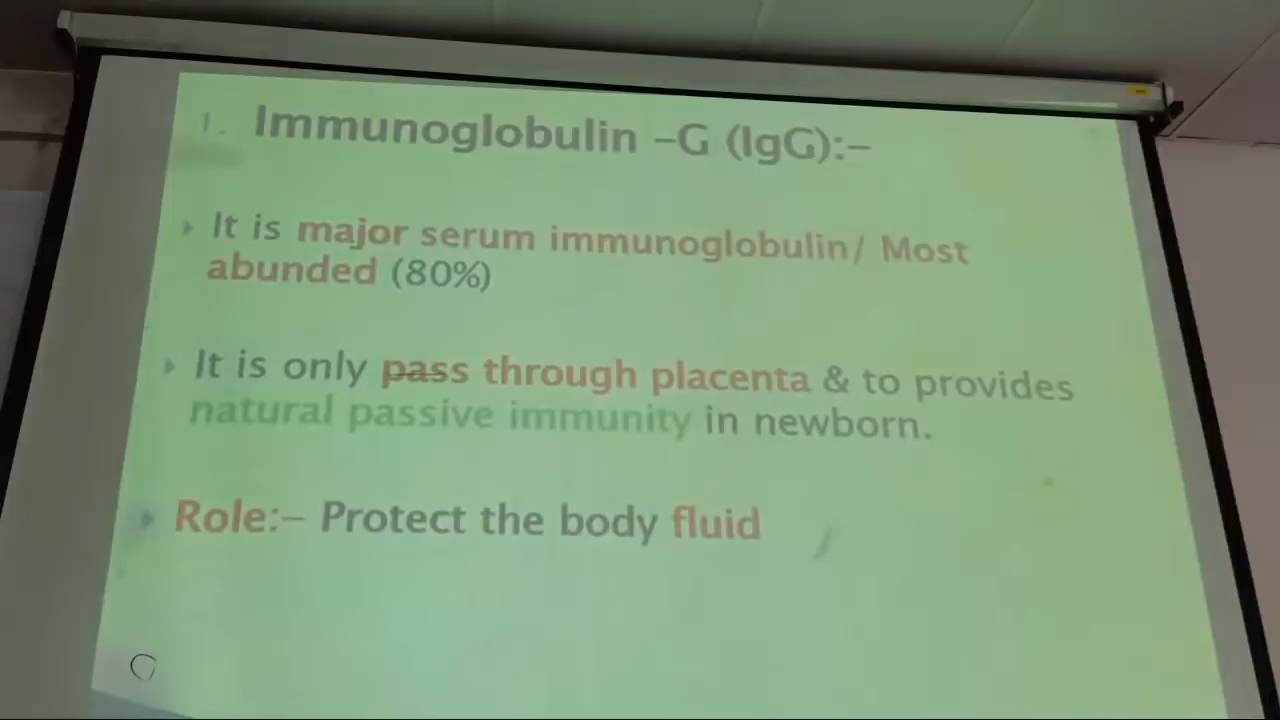 1. Immunoglobulin –G (IgG):–
It is major serum immunoglobulin/ Most
abunded (80%)
It is only pass through placenta & to provides
natural passive immunity in newborn.
Role:– Protect the body fluid